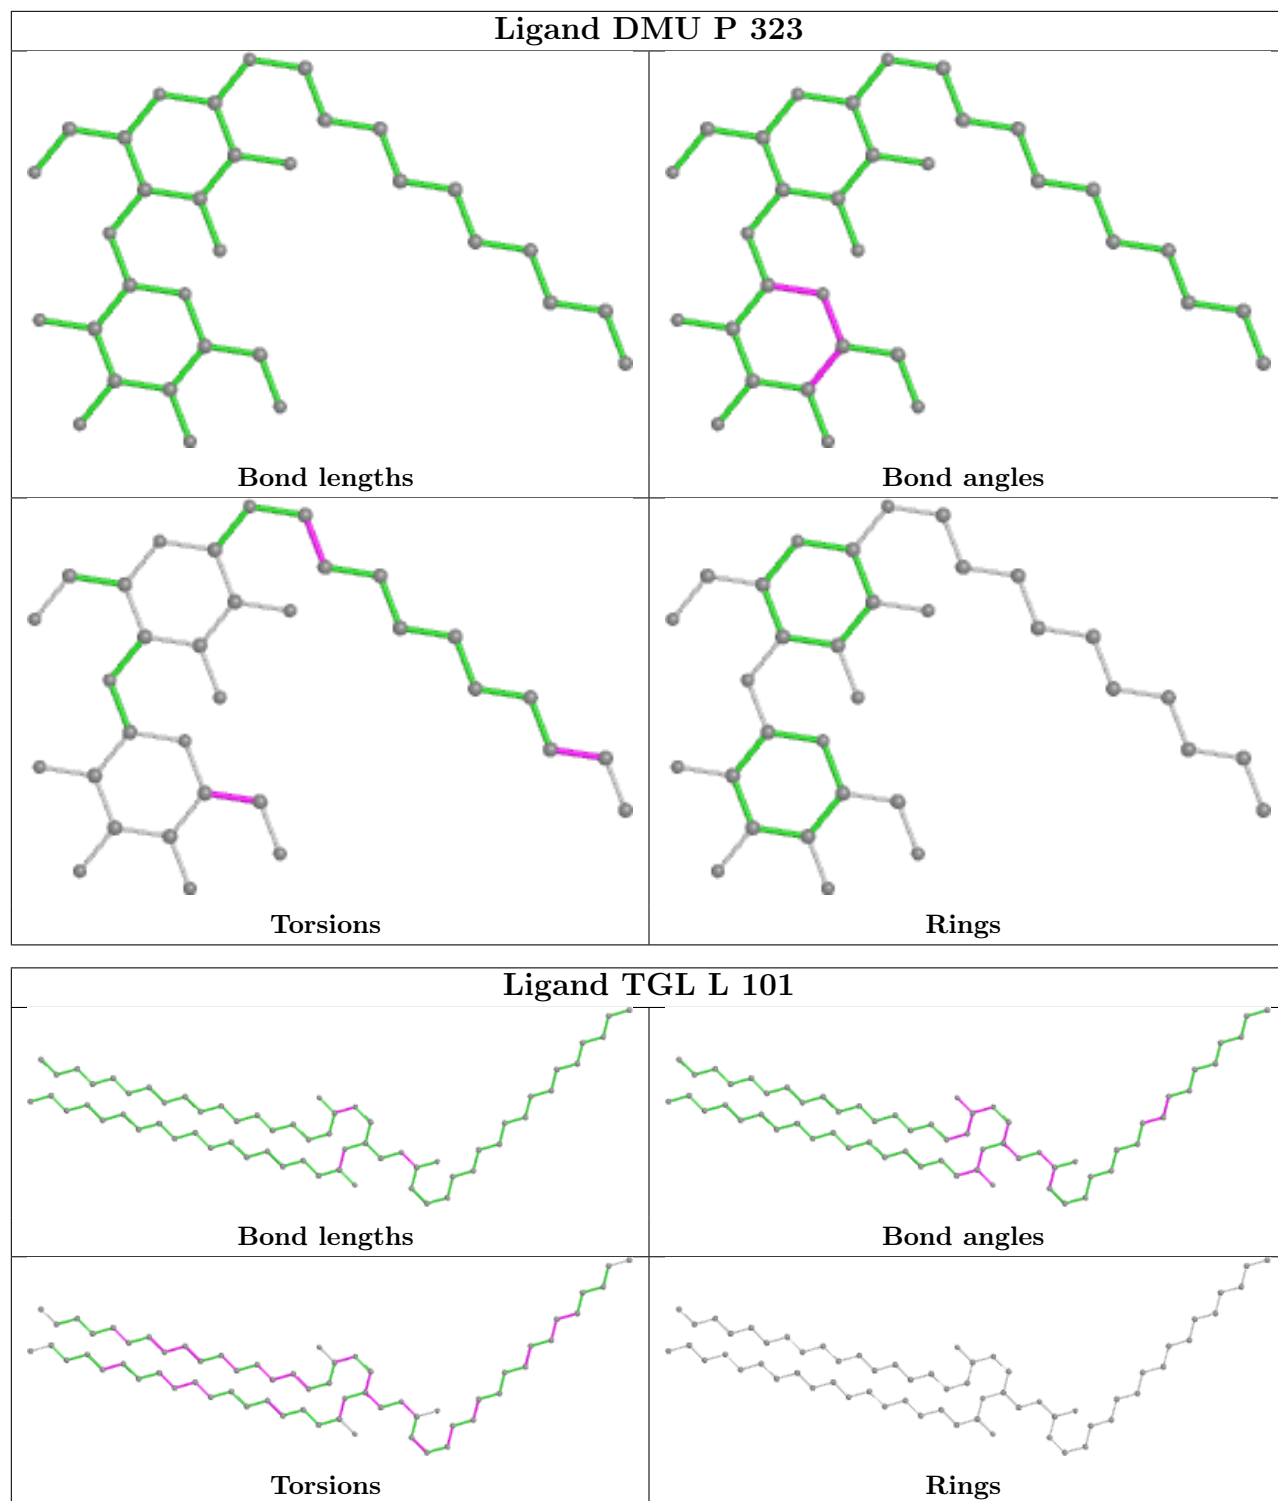 Ligand DMU P 323
Bond lengths
Bond angles
Torsions
Rings
Ligand TGL L 101
Bond lengths
Bond angles
Torsions
Rings